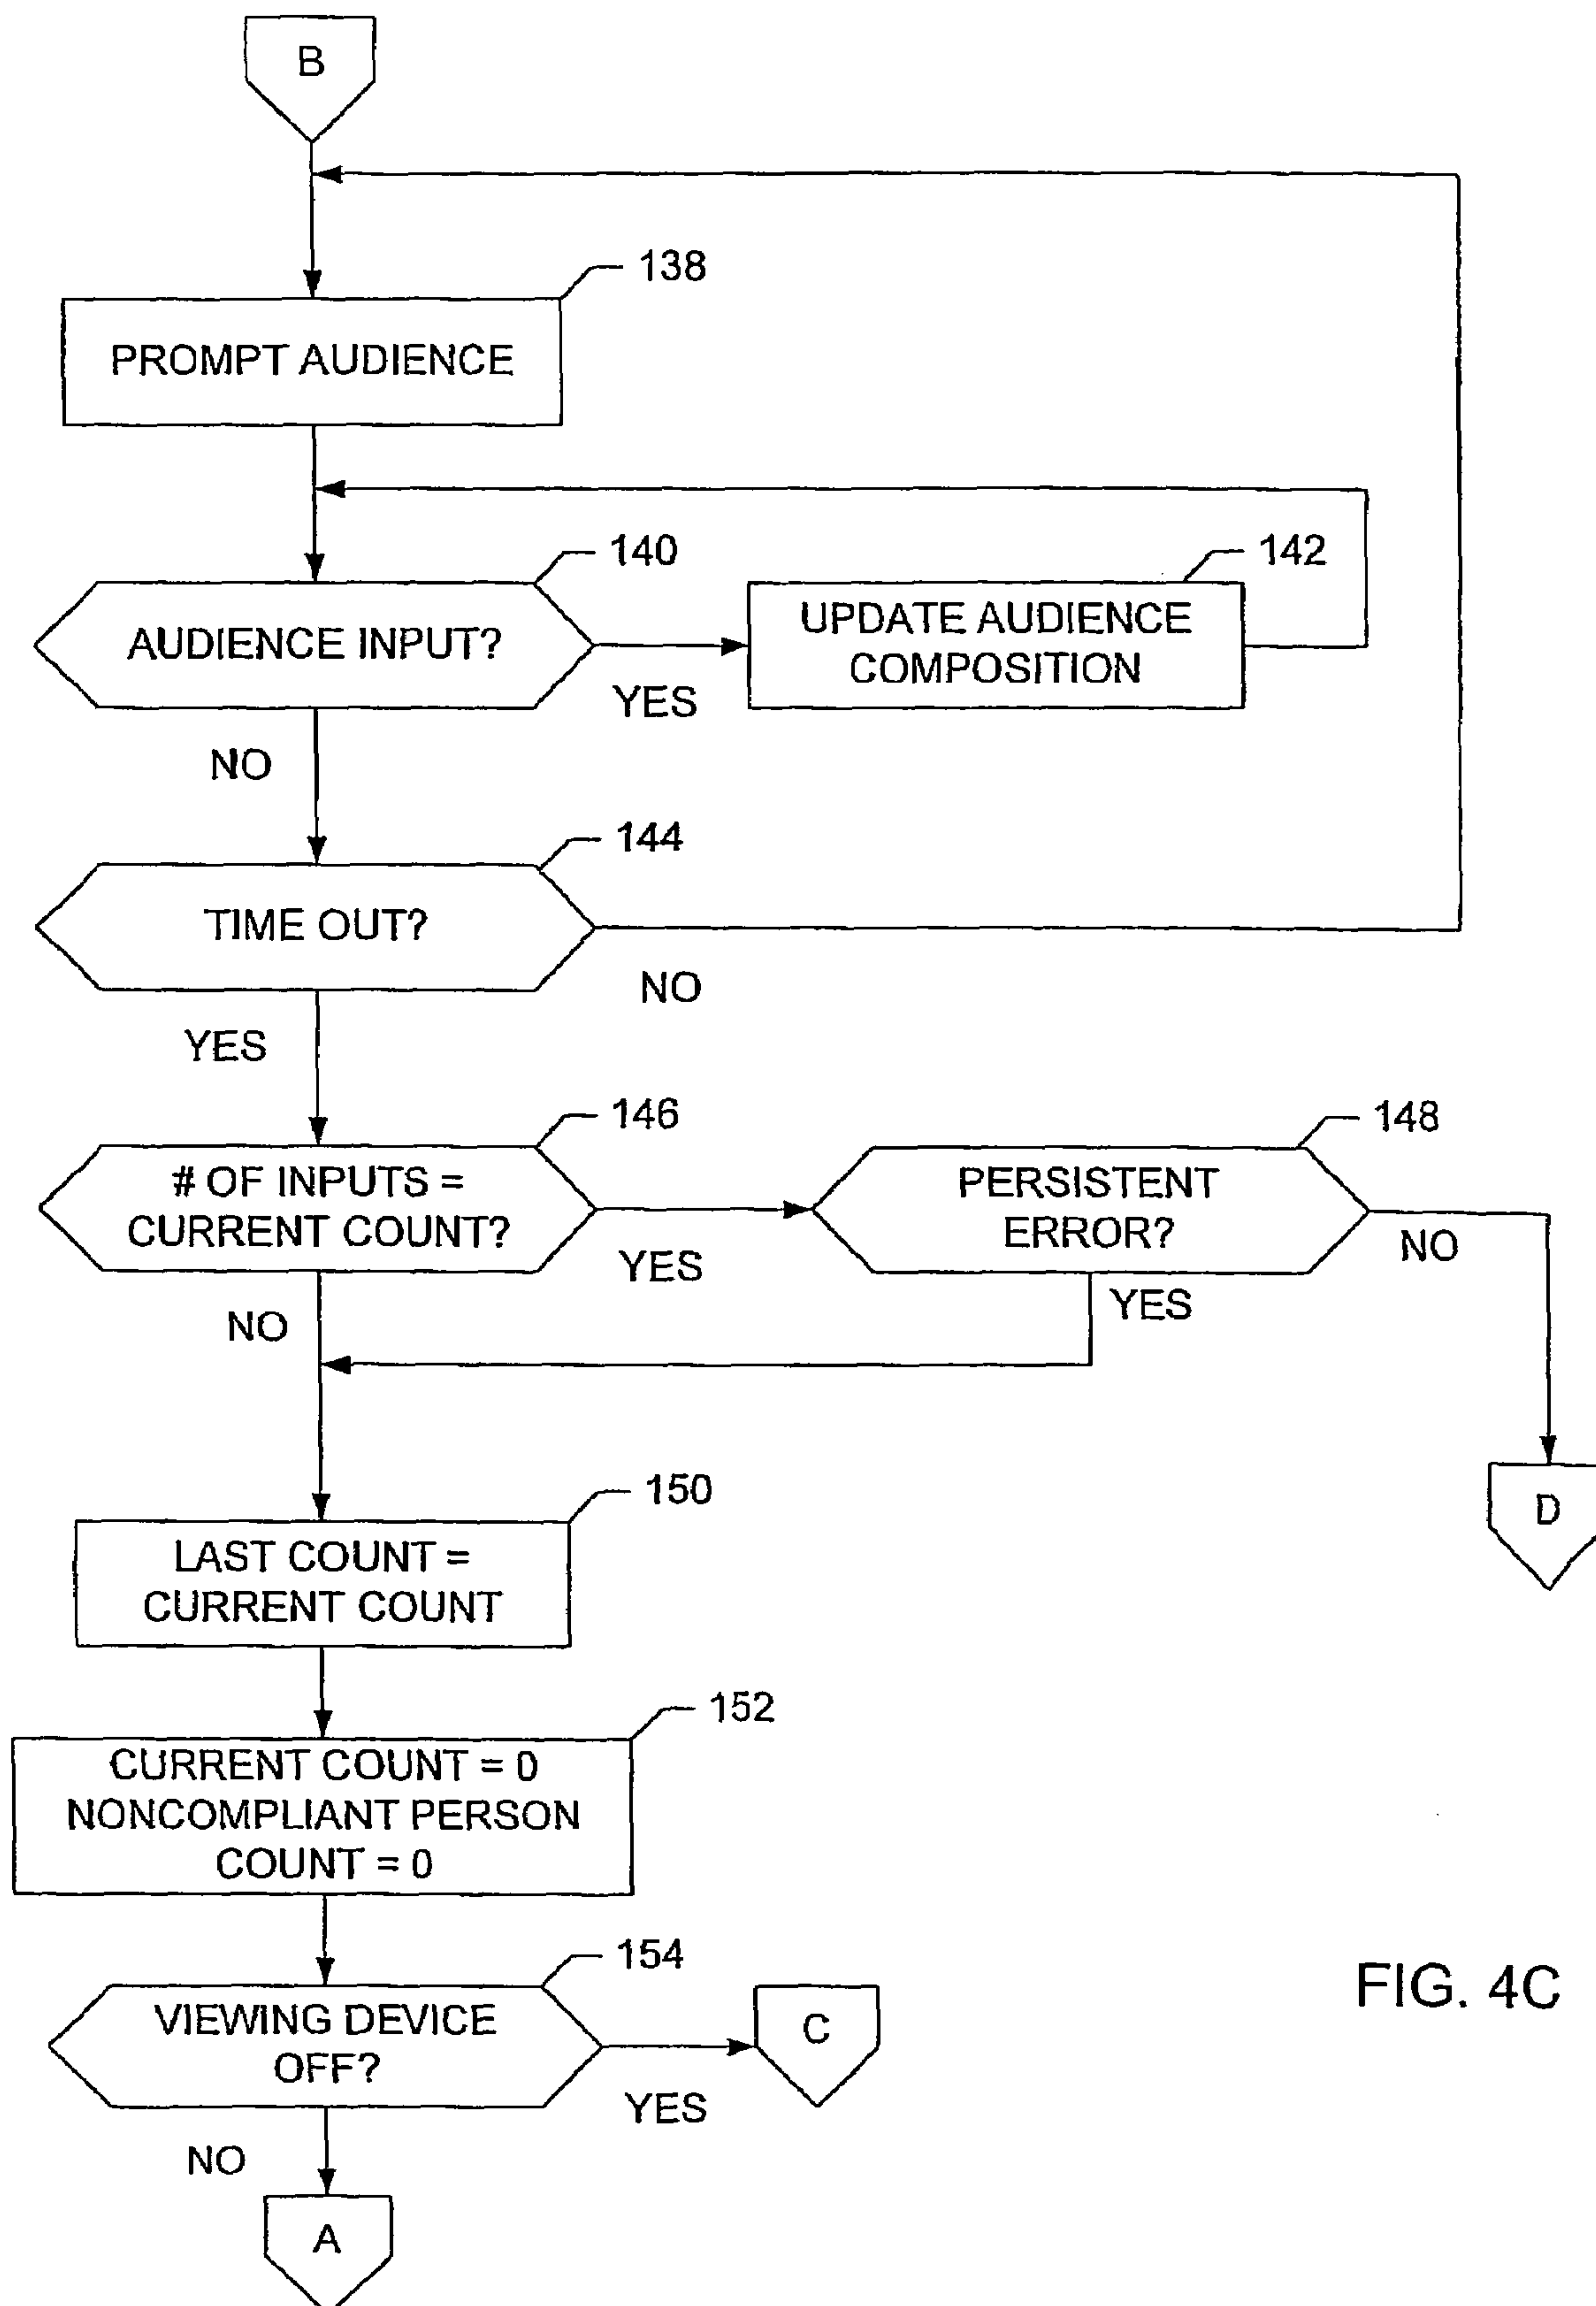 B
138
PROMPT AUDIENCE
140
142
AUDIENCE INPUT?
UPDATE AUDIENCE
COMPOSITION
YES
NO
144
TIME OUT?
NO
YES
146
148
# OF INPUTS =
CURRENT COUNT?
PERSISTENT
ERROR?
YES
NO
NO
YES
150
D
LAST COUNT =
CURRENT COUNT
152
CURRENT COUNT = 0
NONCOMPLIANT PERSON
COUNT = 0
154
VIEWING DEVICE
OFF?
C
FIG. 4C
YES
NO
A